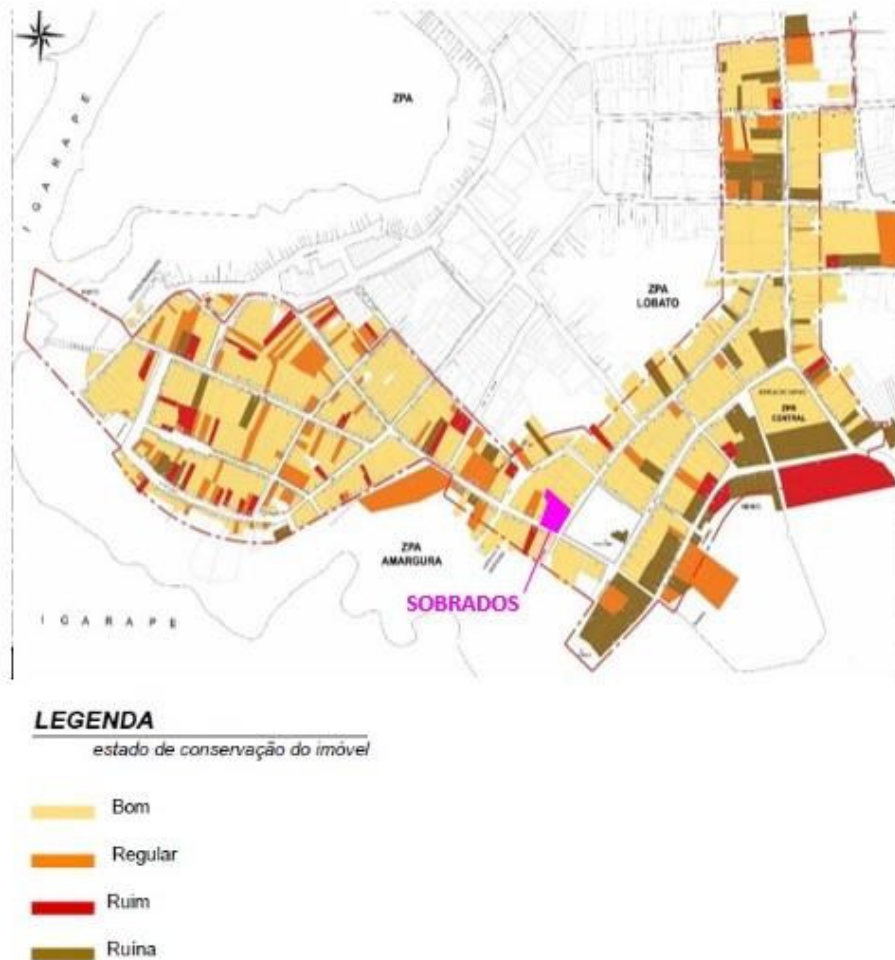 ZPA
IGARAPE
ZPA
LOBATO
ZPA
CENTRAL
ZPA
AMARGURA
SOBRADOS
IGARAPE
LEGENDA
estado de conservação do imóvel
Bom
Regular
Ruim
Ruína